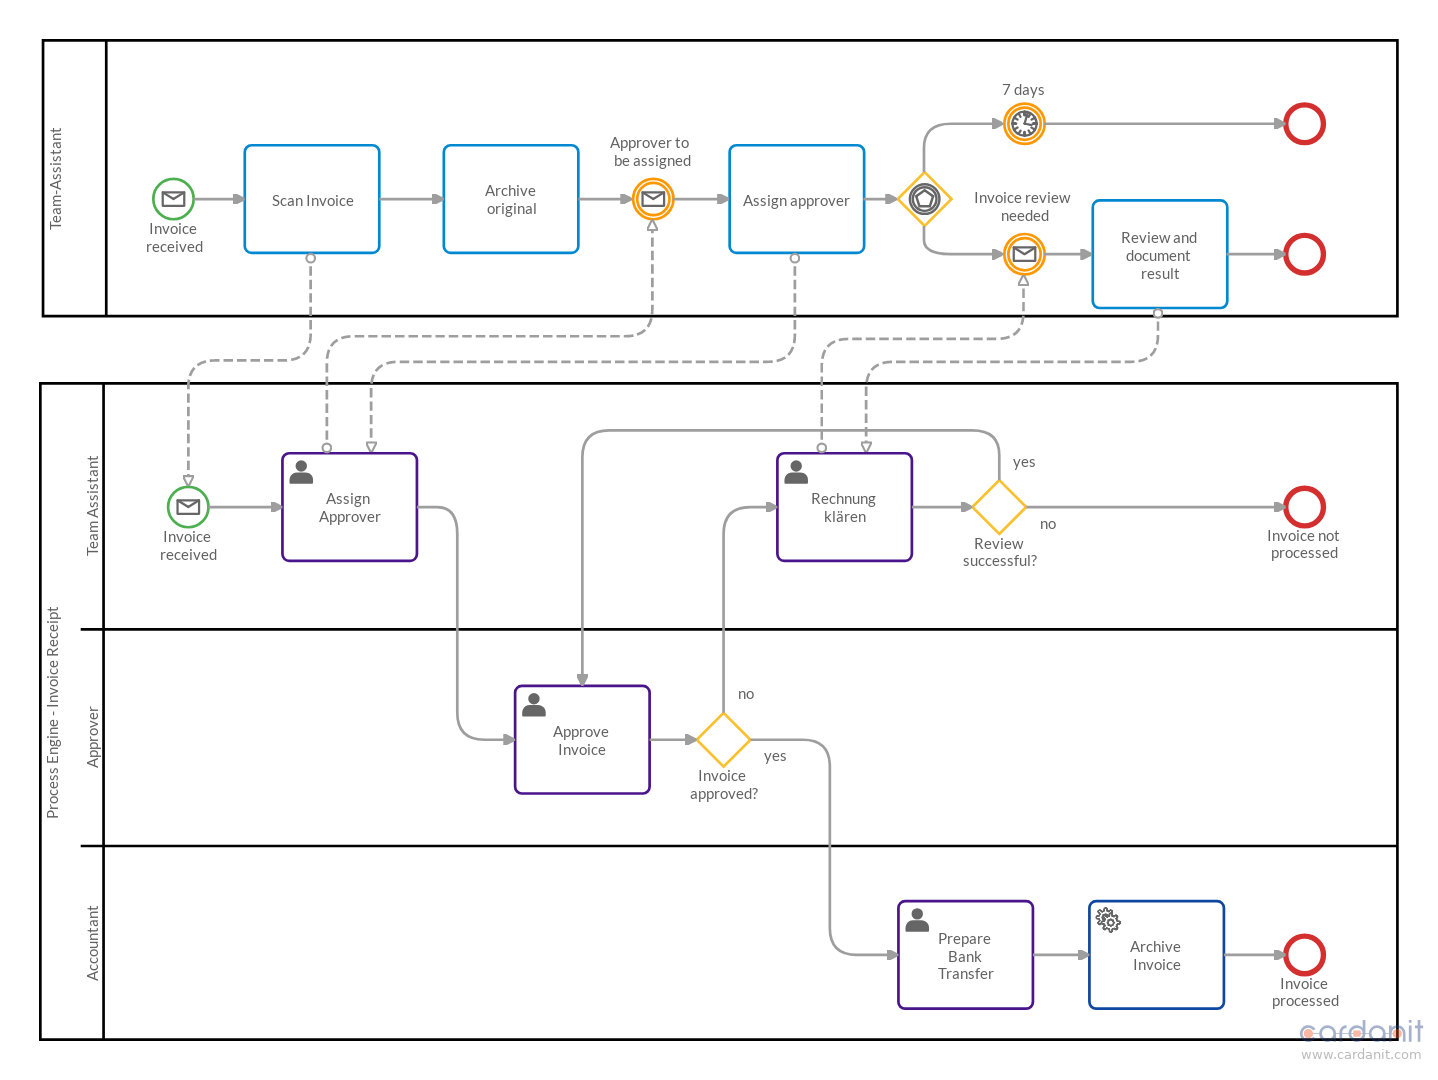 Team-Assistant
7 days
Approver to
be assigned
Scan Invoice
Archive
original
Assign approver
Invoice review
needed
Review and
document
result
Invoice
received
Process Engine - Invoice Receipt
Team Assistant
yes
Assign
Approver
Rechnung
klären
no
Invoice
received
Review
successful?
Invoice not
processed
Approver
no
Approve
Invoice
yes
Invoice
approved?
Accountant
Prepare
Bank
Transfer
Archive
Invoice
Invoice
processed
cardanit
www.cardanit.com